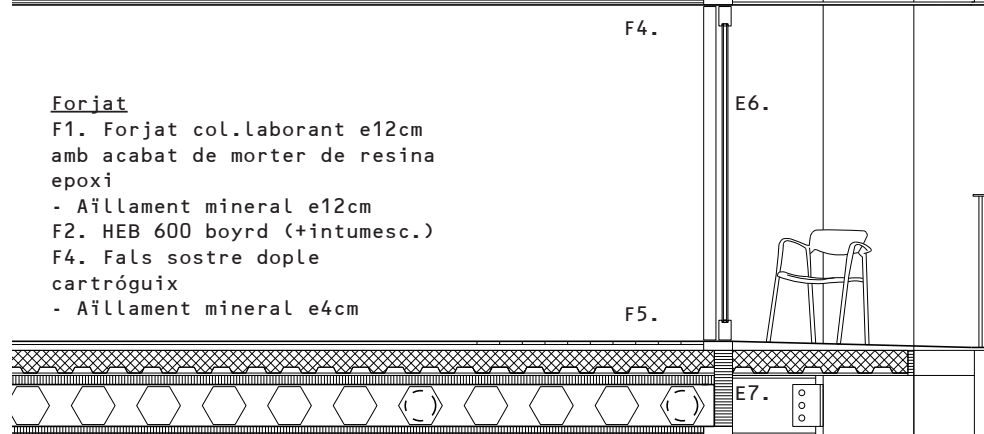 F4.
Forjat
E6.
F1. Forjat col.laborant e12cm
amb acabat de morter de resina
epoxi
- Aïllament mineral e12cm
F2. HEB 600 boyrd (+intumesc.)
F4. Fals sostre dople
cartróguix
- Aïllament mineral e4cm
F5.
E7.